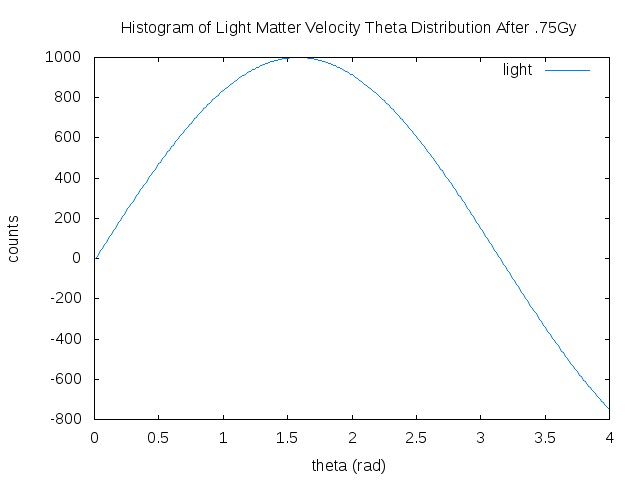 Histogram of Light Matter Velocity Theta Distribution After .75Gy
1000
light
800
600
400
200
0
-200
-400
-600
-800
counts
0 0.5 1 1.5 2 2.5 3 3.5 4
theta (rad)